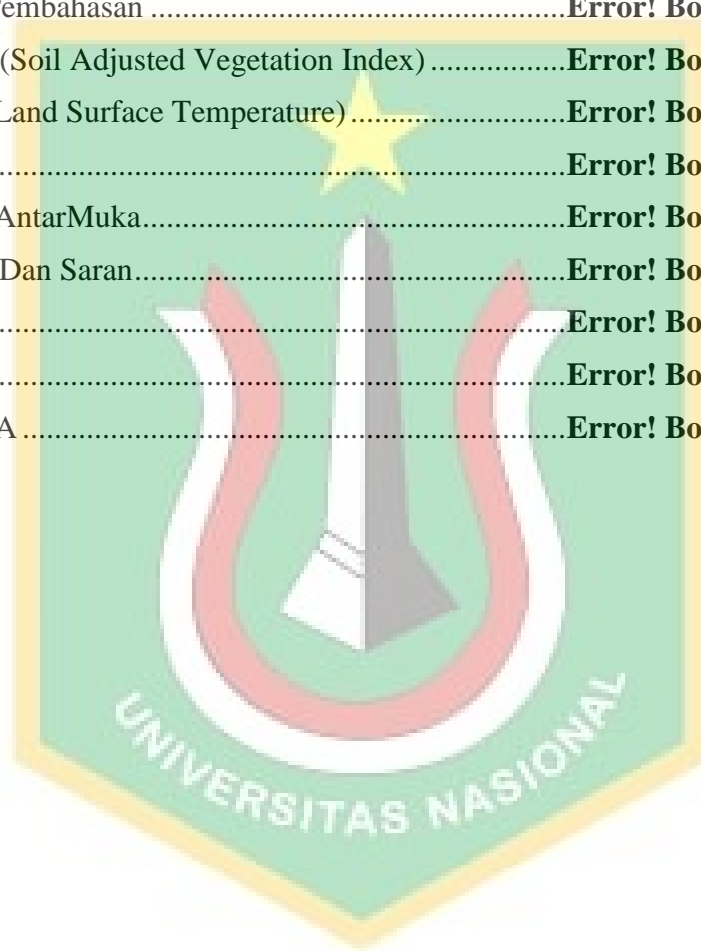 Pembahasan ....................................................Error! Bo
(Soil Adjusted Vegetation Index) .................Error! Bo
Land Surface Temperature)...........................Error! Bo
.......................................................................Error! Bo
AntarMuka.....................................................Error! Bo
Dan Saran......................................................Error! Bo
.......................................................................Error! Bo
.......................................................................Error! Bo
A ....................................................................Error! Bo
UNIVERSITAS NASIONAL